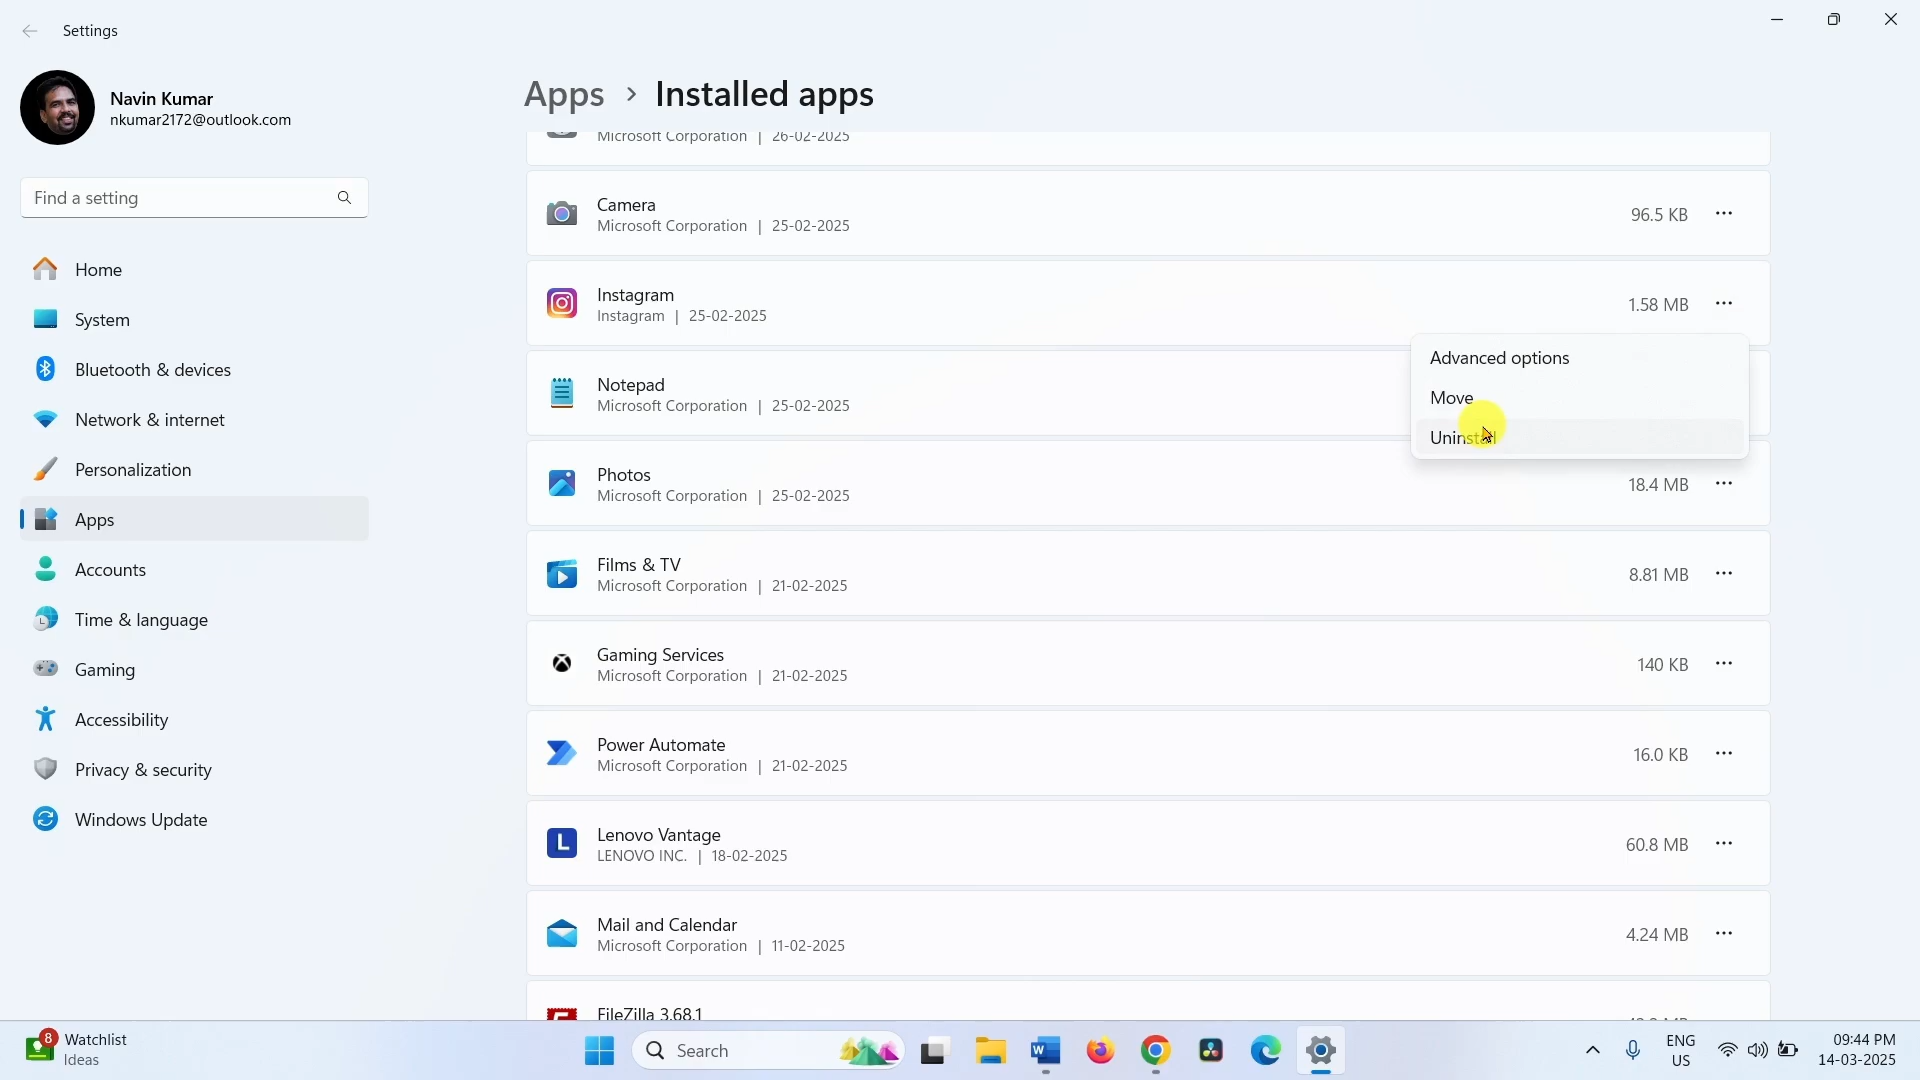 Settings
Navin Kumar
nkumar2172@outlook.com
Find a setting
Home
System
Bluetooth & devices
Network & internet
Personalization
Apps
Accounts
Time & language
Gaming
Accessibility
Privacy & security
Windows Update
Apps > Installed apps
Microsoft Corporation | 26-02-2025
Camera
Microsoft Corporation | 25-02-2025
96.5 KB
Instagram
Instagram | 25-02-2025
1.58 MB
Advanced options
Move
Uninstall
Notepad
Microsoft Corporation | 25-02-2025
Photos
Microsoft Corporation | 25-02-2025
18.4 MB
Films & TV
Microsoft Corporation | 21-02-2025
8.81 MB
Gaming Services
Microsoft Corporation | 21-02-2025
140 KB
Power Automate
Microsoft Corporation | 21-02-2025
16.0 KB
Lenovo Vantage
LENOVO INC. | 18-02-2025
60.8 MB
Mail and Calendar
Microsoft Corporation | 11-02-2025
4.24 MB
FileZilla 3.68.1
8
Watchlist
Ideas
Search
ENG
US
09:44 PM
14-03-2025